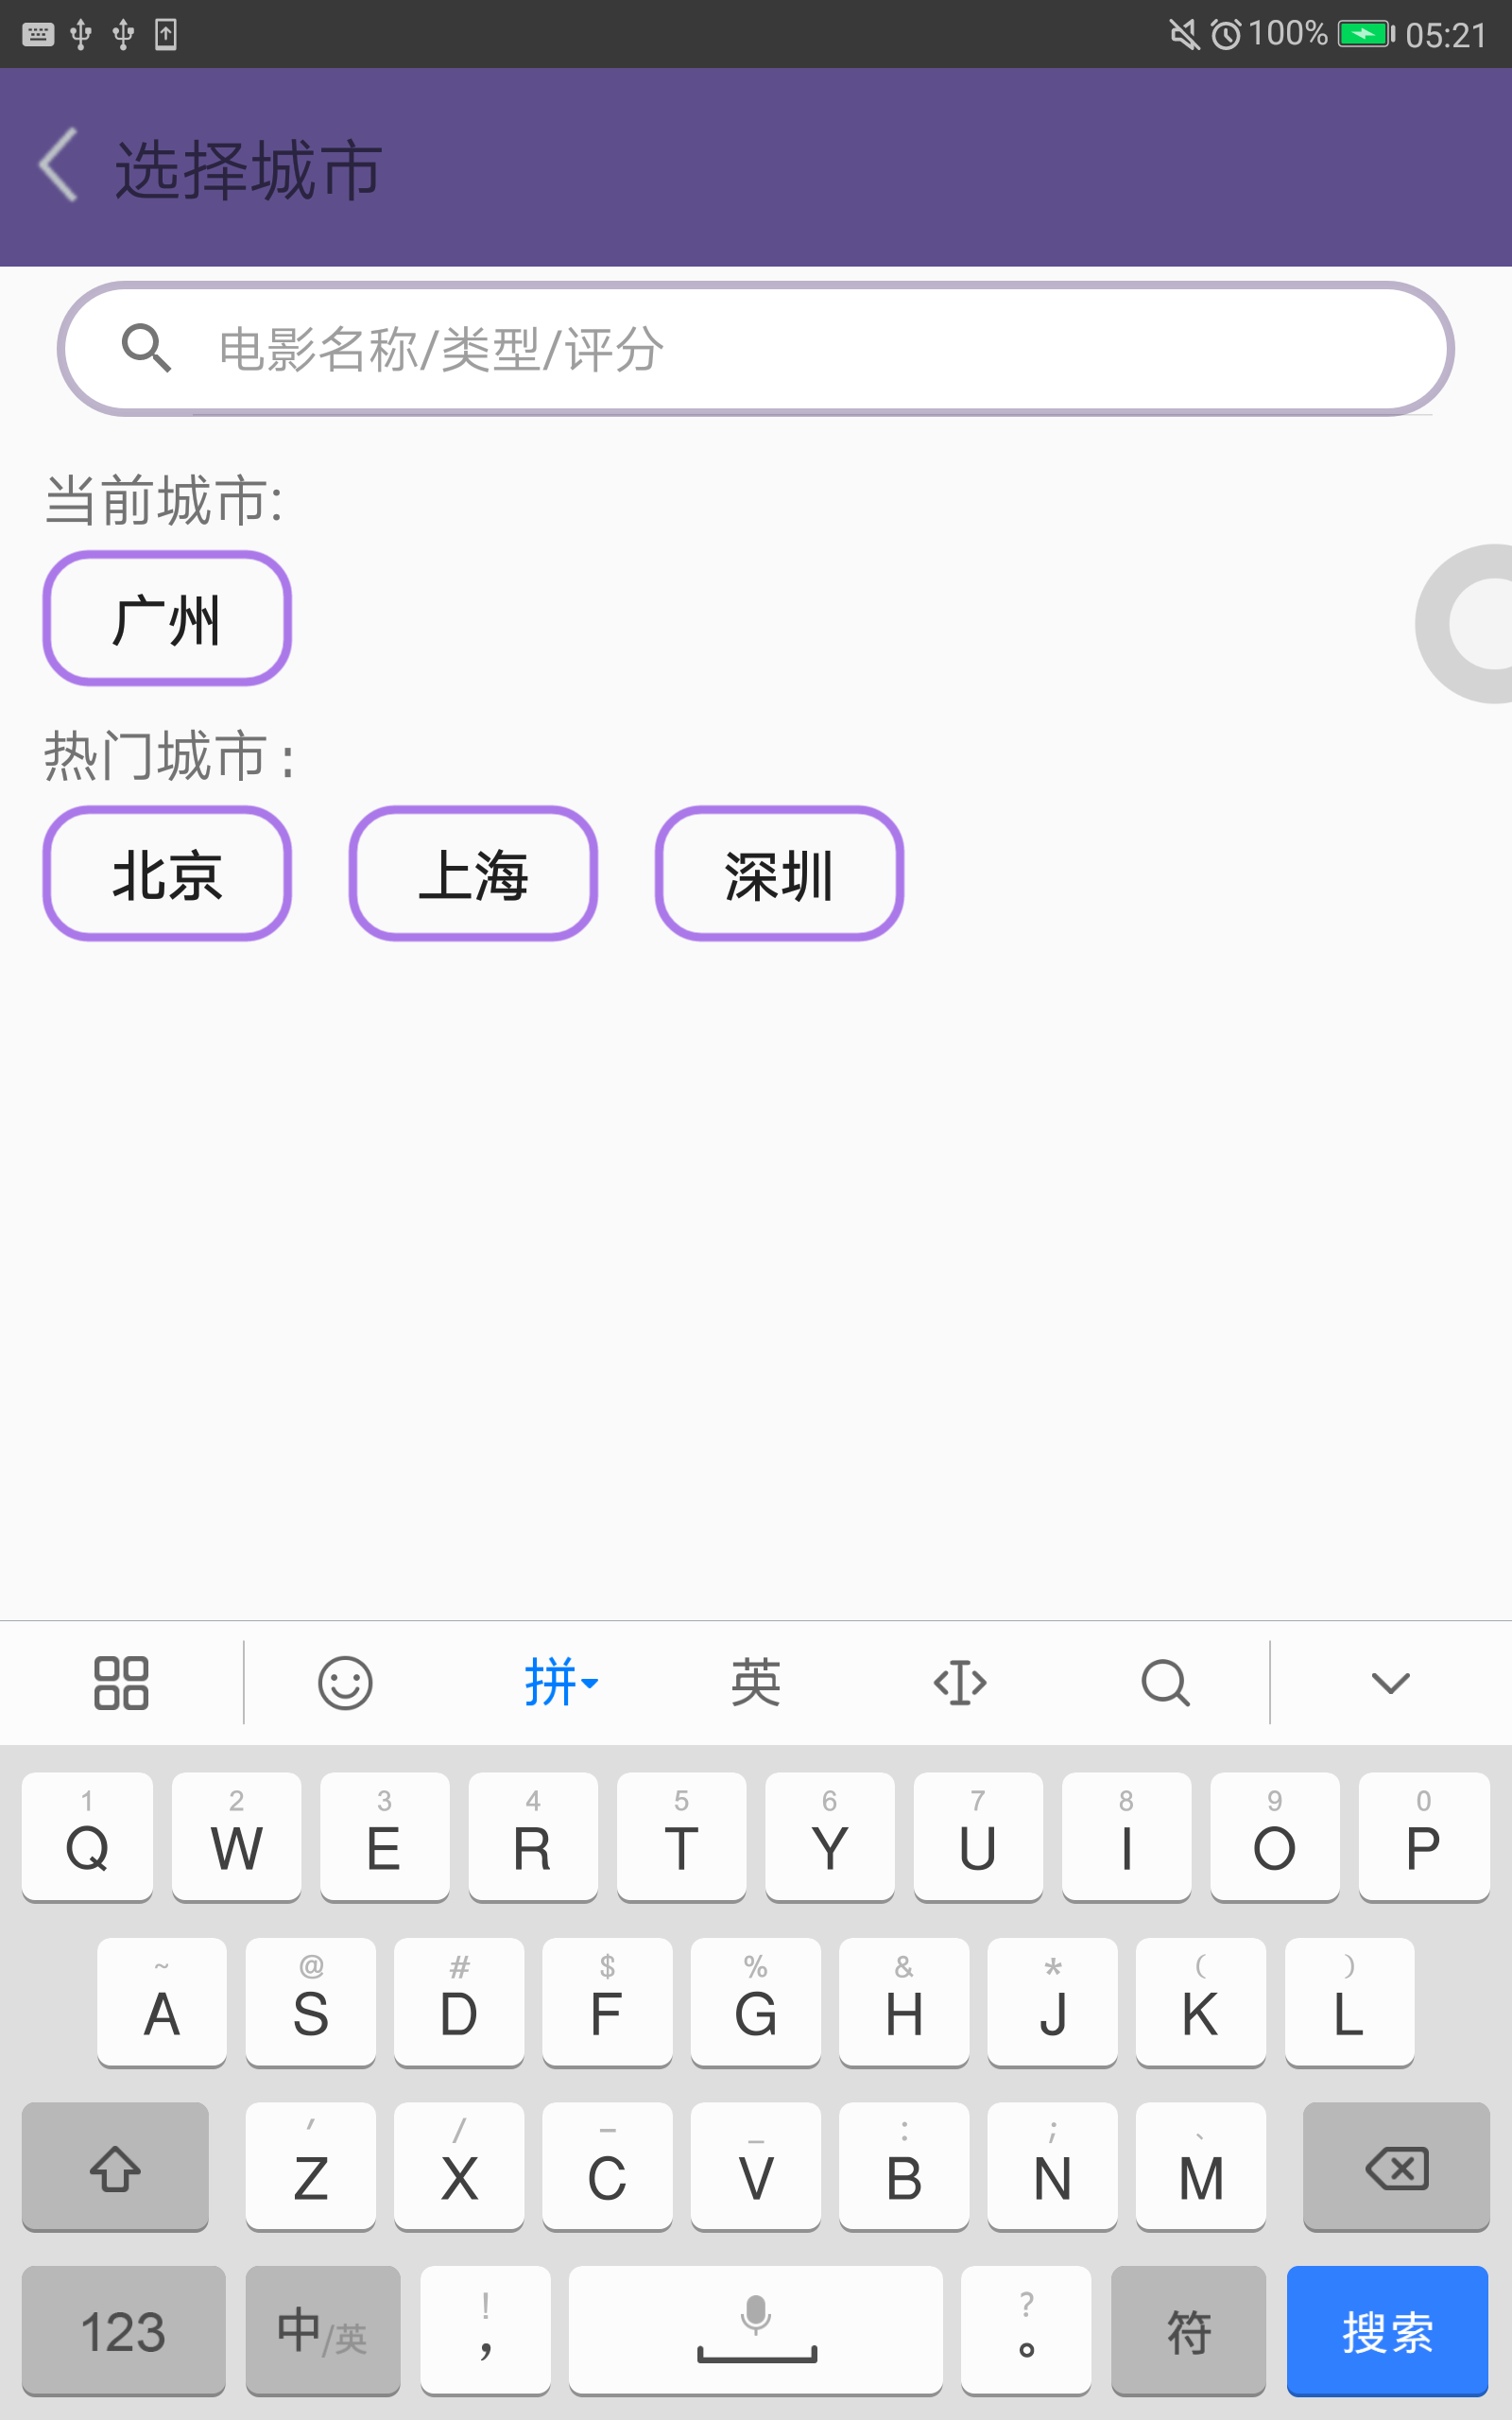 100% 05:21
选择城市
电影名称/类型/评分
当前城市:
广州
热门城市 :
北京 上海 深圳
拼 英
1 2 3 4 5 6 7 8 9 0
Q W E R T Y U I O P
~ @ # $ % & * ( )
A S D F G H J K L
' / - _ : ; 、
Z X C V B N M
! ?
123 中/英 , 。 符 搜索